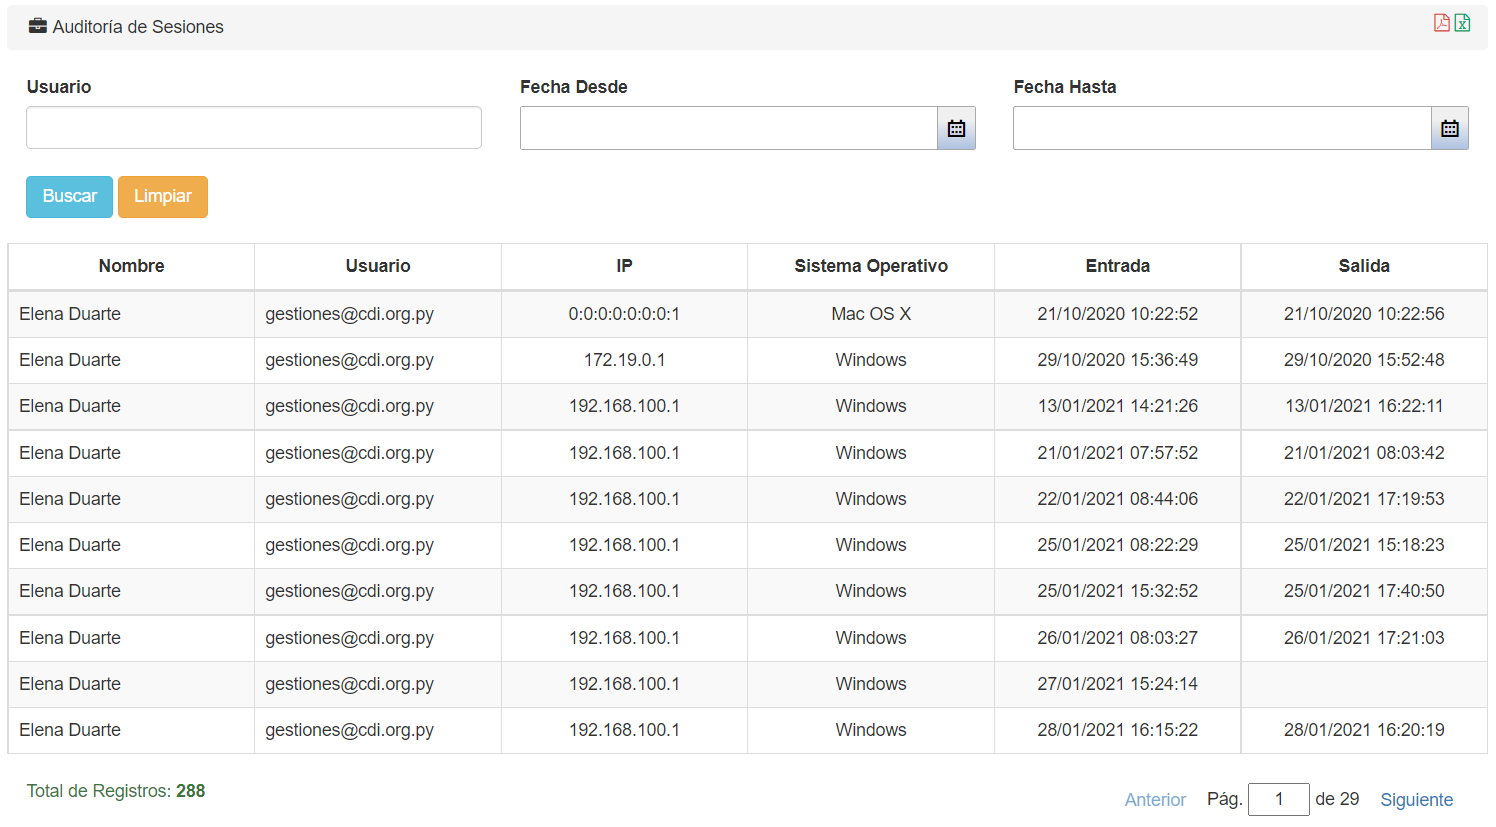 Auditoría de Sesiones
Usuario Fecha Desde Fecha Hasta
Buscar Limpiar
Nombre Usuario IP Sistema Operativo Entrada Salida
Elena Duarte gestiones@cdi.org.py 0:0:0:0:0:0:0:1 Mac OS X 21/10/2020 10:22:52 21/10/2020 10:22:56
Elena Duarte gestiones@cdi.org.py 172.19.0.1 Windows 29/10/2020 15:36:49 29/10/2020 15:52:48
Elena Duarte gestiones@cdi.org.py 192.168.100.1 Windows 13/01/2021 14:21:26 13/01/2021 16:22:11
Elena Duarte gestiones@cdi.org.py 192.168.100.1 Windows 21/01/2021 07:57:52 21/01/2021 08:03:42
Elena Duarte gestiones@cdi.org.py 192.168.100.1 Windows 22/01/2021 08:44:06 22/01/2021 17:19:53
Elena Duarte gestiones@cdi.org.py 192.168.100.1 Windows 25/01/2021 08:22:29 25/01/2021 15:18:23
Elena Duarte gestiones@cdi.org.py 192.168.100.1 Windows 25/01/2021 15:32:52 25/01/2021 17:40:50
Elena Duarte gestiones@cdi.org.py 192.168.100.1 Windows 26/01/2021 08:03:27 26/01/2021 17:21:03
Elena Duarte gestiones@cdi.org.py 192.168.100.1 Windows 27/01/2021 15:24:14
Elena Duarte gestiones@cdi.org.py 192.168.100.1 Windows 28/01/2021 16:15:22 28/01/2021 16:20:19
Total de Registros: 288
Anterior Pág. 1 de 29 Siguiente